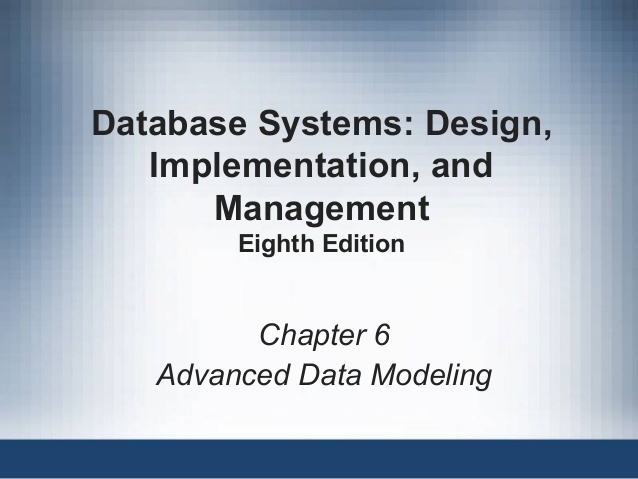 Database Systems: Design,
Implementation, and
Management
Eighth Edition
Chapter 6
Advanced Data Modeling